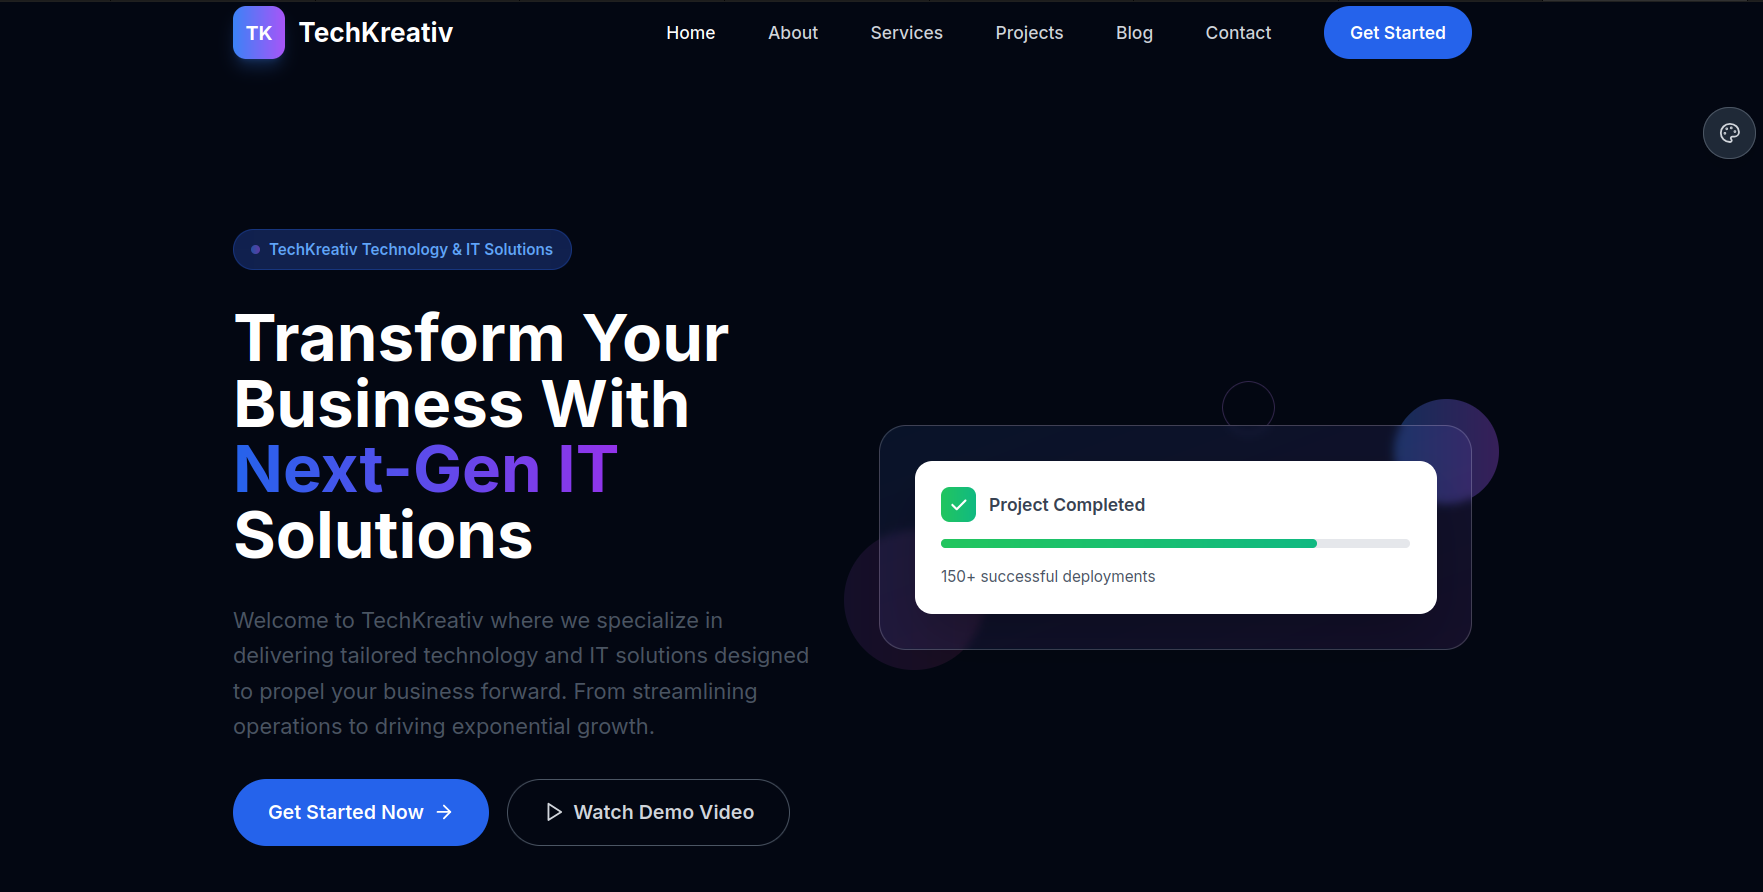 TK TechKreativ
Home About Services Projects Blog Contact Get Started
TechKreativ Technology & IT Solutions
Transform Your
Business With
Next-Gen IT
Solutions
Welcome to TechKreativ where we specialize in
delivering tailored technology and IT solutions designed
to propel your business forward. From streamlining
operations to driving exponential growth.
Get Started Now
Watch Demo Video
Project Completed
150+ successful deployments